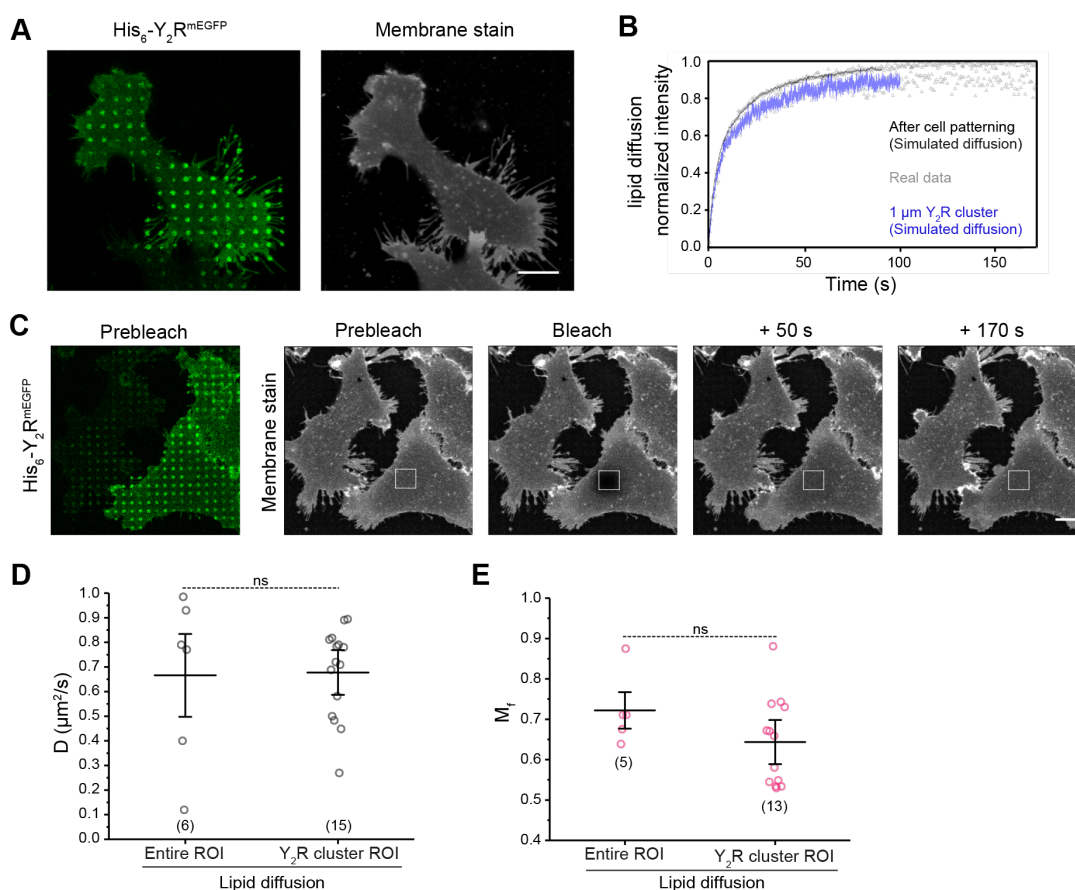 A
His₆-Y₂R^mEGFP
Membrane stain
B
lipid diffusion
normalized intensity
1.0
0.8
0.6
0.4
0.2
0.0
0
50
100
150
Time (s)
After cell patterning
(Simulated diffusion)
Real data
1 µm Y₂R cluster
(Simulated diffusion)
C
Prebleach
Prebleach
Bleach
+ 50 s
+ 170 s
His₆-Y₂R^mEGFP
Membrane stain
D
ns
D (µm²/s)
1.0
0.9
0.8
0.7
0.6
0.5
0.4
0.3
0.2
0.1
0.0
(6)
(15)
Entire ROI
Y₂R cluster ROI
Lipid diffusion
E
ns
M_f
1.0
0.9
0.8
0.7
0.6
0.5
0.4
(5)
(13)
Entire ROI
Y₂R cluster ROI
Lipid diffusion